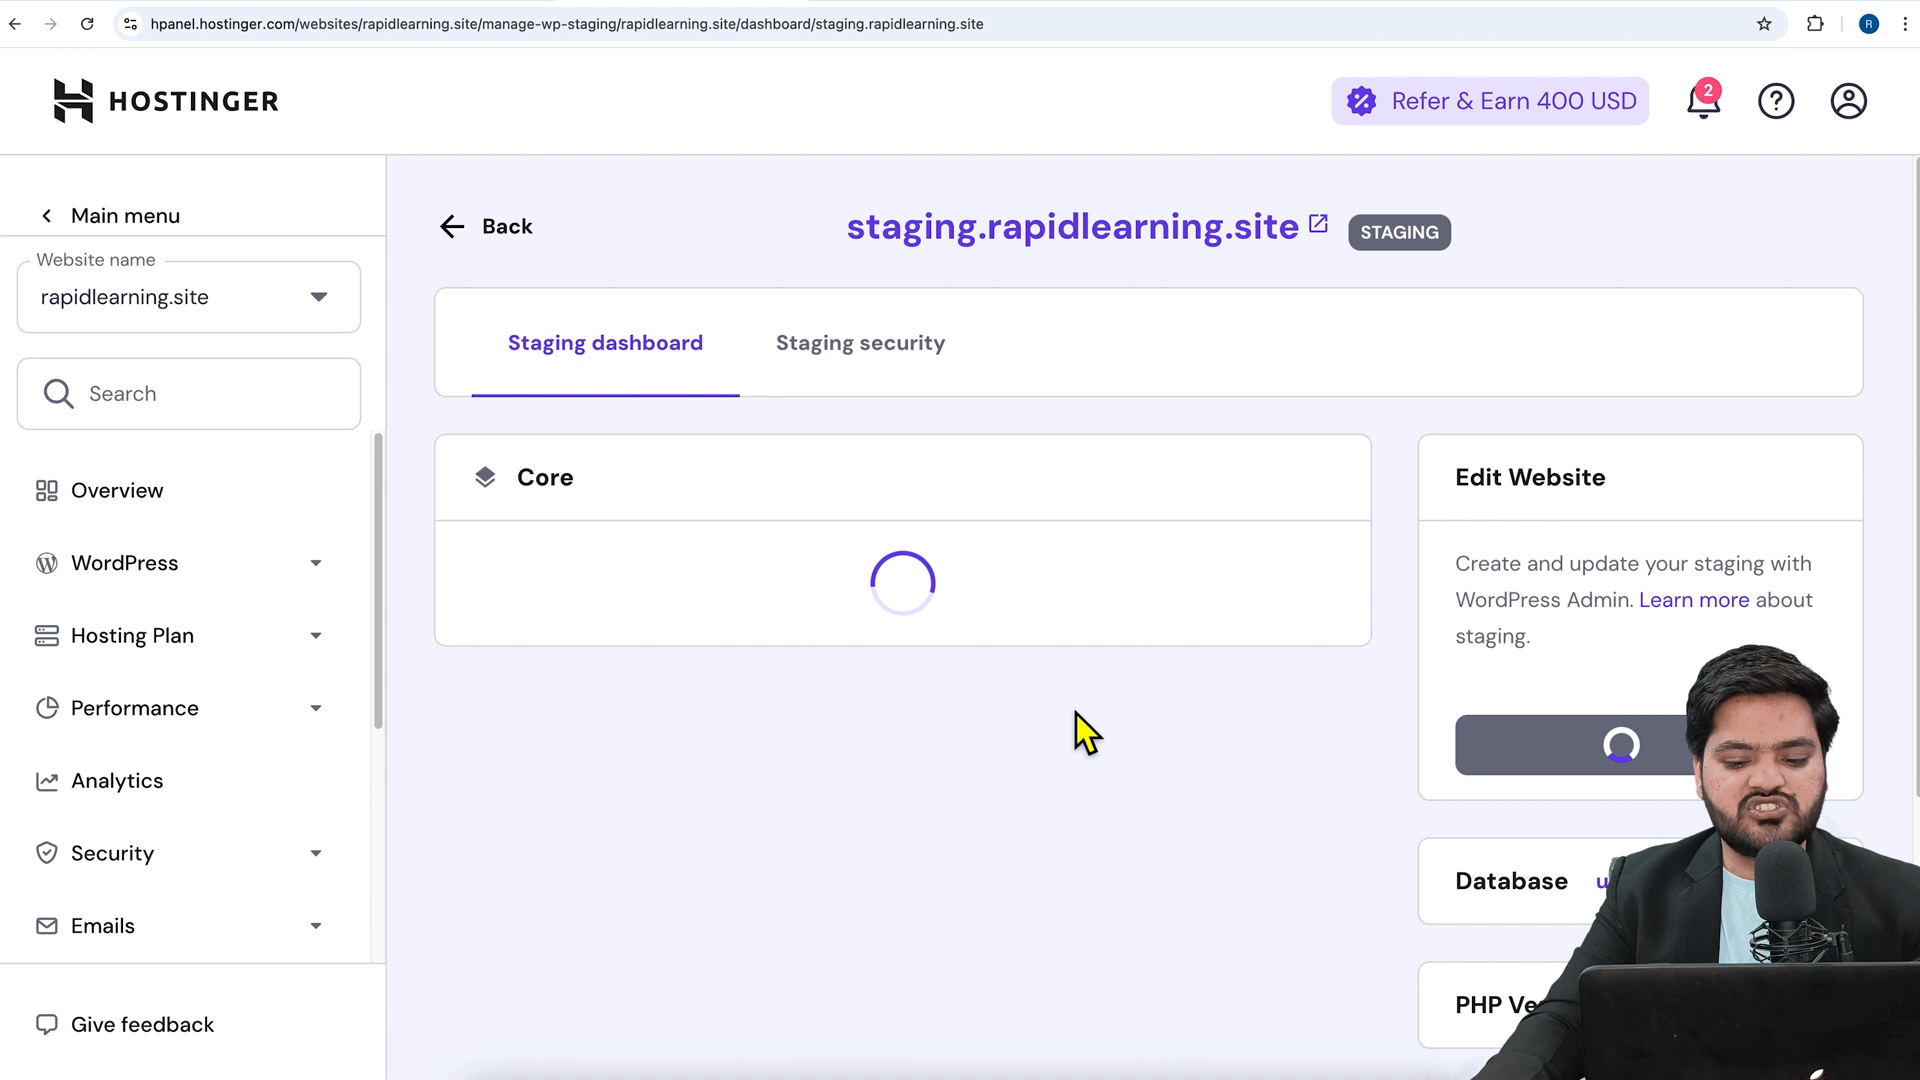 hpanel.hostinger.com/websites/rapidlearning.site/manage-wp-staging/rapidlearning.site/dashboard/staging.rapidlearning.site
R
HOSTINGER
Refer & Earn 400 USD
2
Main menu
Website name
rapidlearning.site
Search
Overview
WordPress
Hosting Plan
Performance
Analytics
Security
Emails
Give feedback
Back
staging.rapidlearning.site
STAGING
Staging dashboard
Staging security
Core
Edit Website
Create and update your staging with
WordPress Admin. Learn more about
staging.
Database
PHP